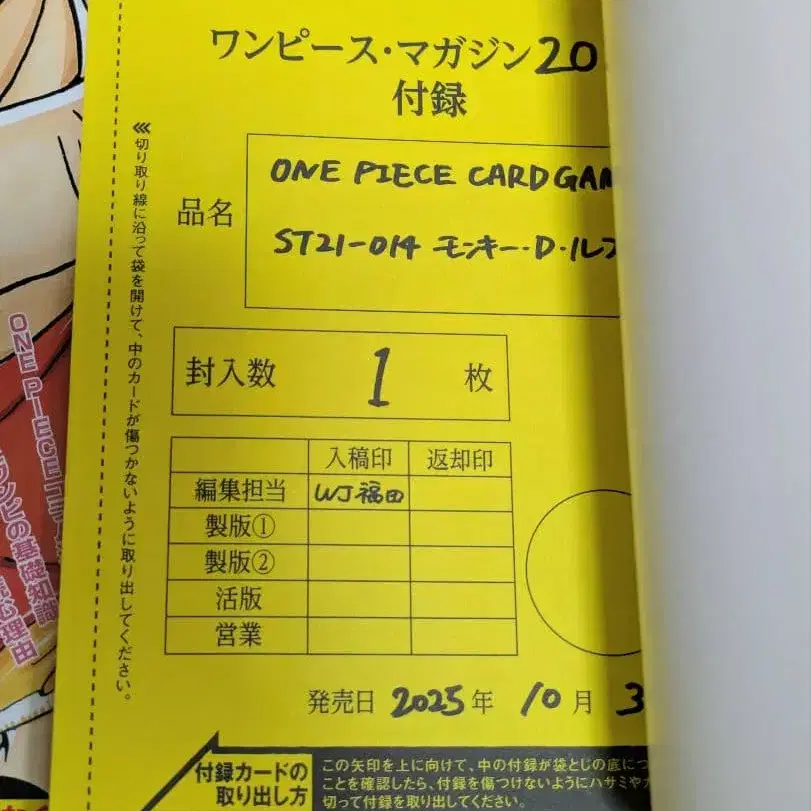 ワンピース・マガジン20
付録
品名
ONE PIECE CARD GAM
ST21-014 モンキー・D・ルフ
封入数 1 枚
入稿印 返却印
編集担当 WJ福田
製版①
製版②
活版
営業
発売日 2025年 10月 3
<<<切り取り線に沿って袋を開けて、中のカードが傷つかないように取り出してください。
付録カードの
取り出し方
この矢印を上に向けて、中の付録が袋とじの底につ
ことを確認したら、付録を傷つけないようにハサミや
切って付録を取り出してください。
ONE PIECE
の基礎知識
理由